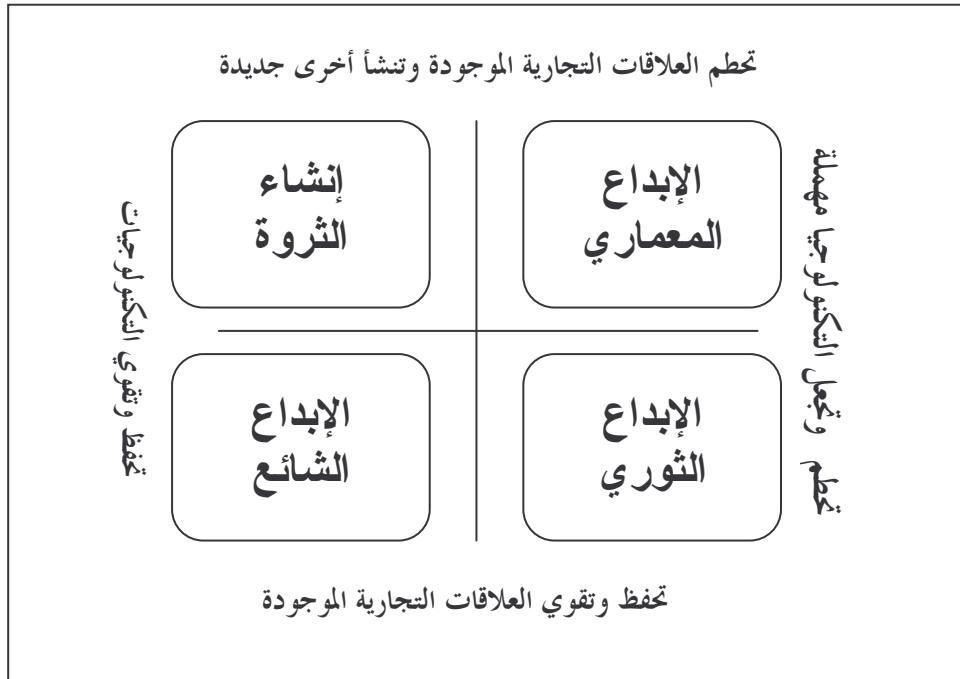 تحطم العلاقات التجارية الموجودة وتنشأ أخرى جديدة
الإبداع
المعماري
إنشاء
الثروة
تحطم وتجعل التكنولوجيا مهملة
تحفظ وتقوي التكنولوجيات
الإبداع
الثوري
الإبداع
الشائع
تحفظ وتقوي العلاقات التجارية الموجودة